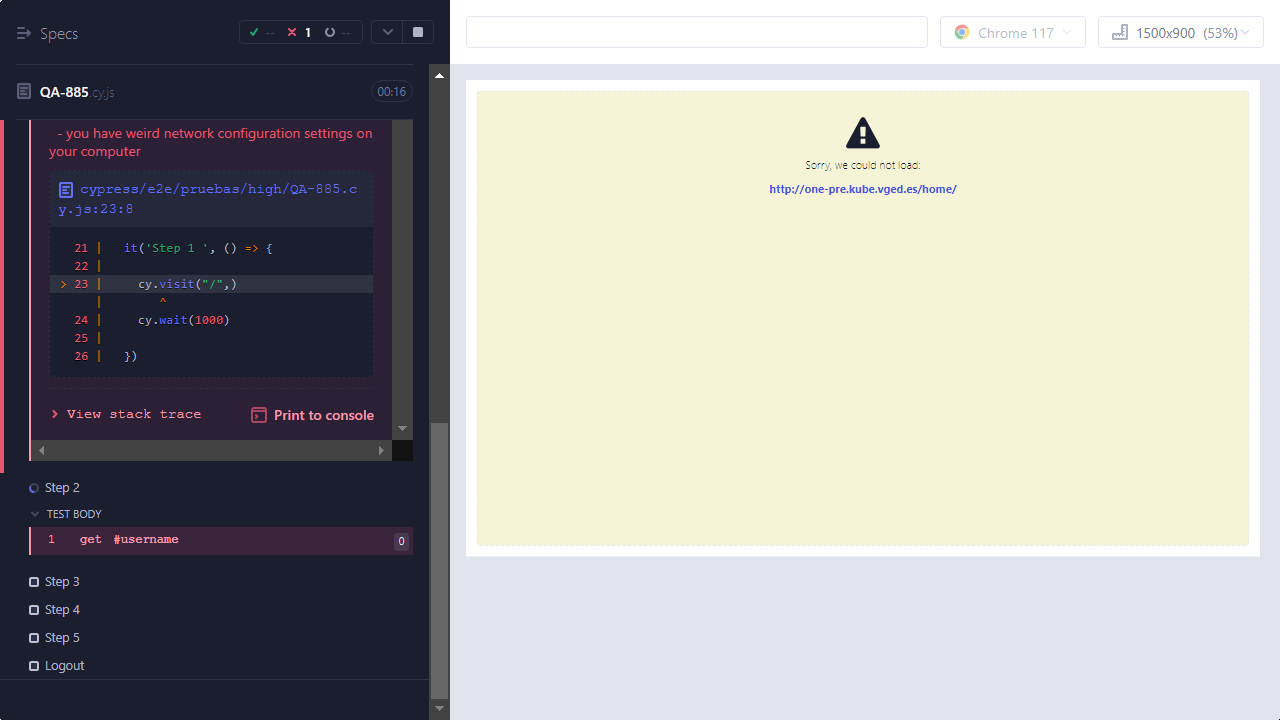 Specs
--
1
--
Chrome 117
1500x900 (53%)
QA-885.cy.js
00:16
- you have weird network configuration settings on
your computer
cypress/e2e/pruebas/high/QA-885.c
y.js:23:8
21 | it('Step 1 ', () => {
22 |
> 23 | cy.visit("/",)
| ^
24 | cy.wait(1000)
25 |
26 | })
> View stack trace
Print to console
Step 2
TEST BODY
1 get #username
0
Step 3
Step 4
Step 5
Logout
Sorry, we could not load:
http://one-pre.kube.vged.es/home/